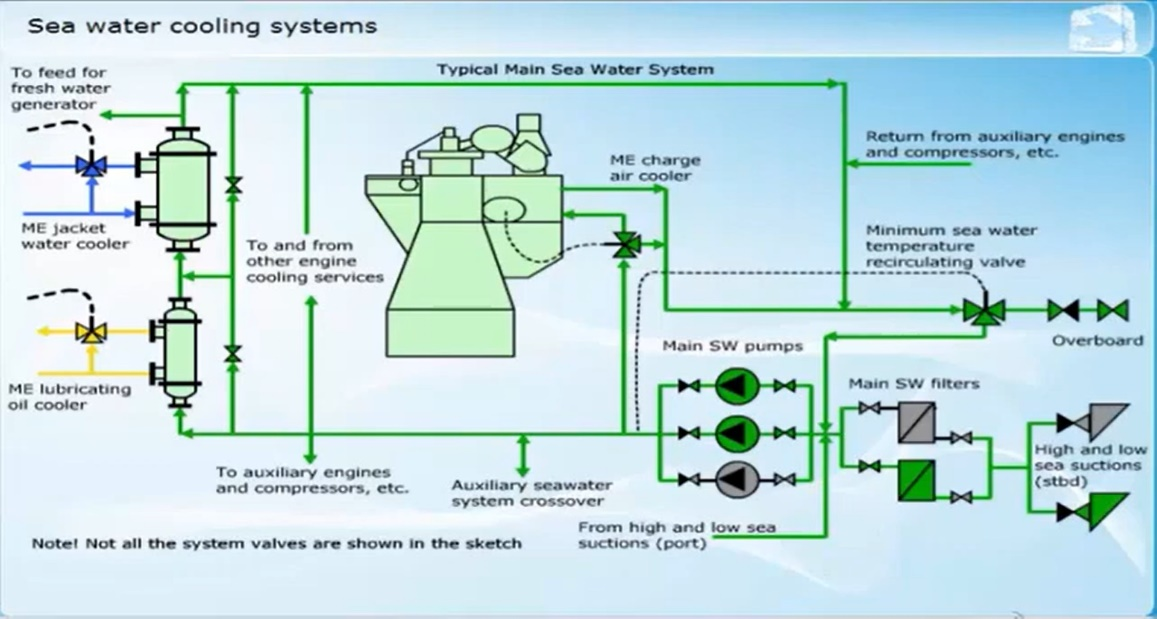 Sea water cooling systems
Typical Main Sea Water System
To feed for
fresh water
generator
Return from auxiliary engines
and compressors, etc.
ME charge
air cooler
ME jacket
water cooler
To and from
other engine
cooling services
Minimum sea water
temperature
recirculating valve
Overboard
Main SW pumps
Main SW filters
ME lubricating
oil cooler
High and low
sea suctions
(stbd)
To auxiliary engines
and compressors, etc.
Auxiliary seawater
system crossover
From high and low sea
suctions (port)
Note! Not all the system valves are shown in the sketch